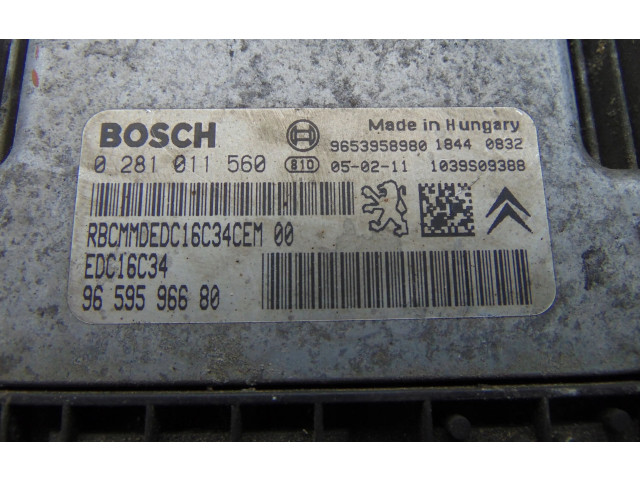 BOSCH
Made in Hungary
9653958980 1844 0832
0 281 011 560 810 05-02-11 1039S09388
RBCMMDEDC16C34CEM 00
EDC16C34
96 595 966 80